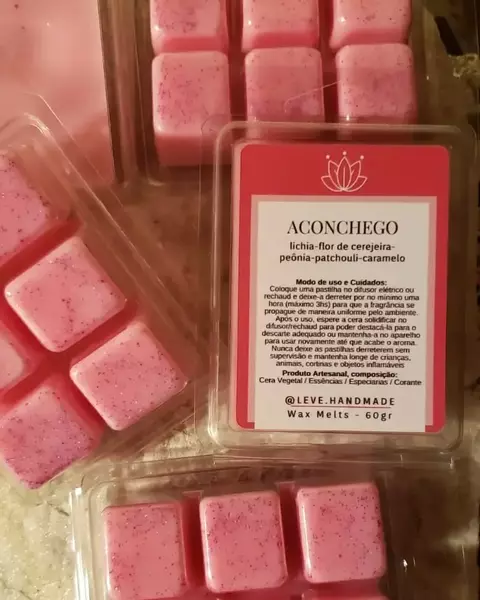 ACONCHEGO
lichia-flor de cerejeira-
peônia-patchouli-caramelo
Modo de uso e Cuidados:
Coloque uma pastilha no difusor elétrico ou
rechaud e deixe-a derreter por no mínimo uma
hora (máximo 3hs) para que a fragrância se
propague de maneira uniforme pelo ambiente.
Após o uso, espere a cera solidificar no
difusor/rechaud para poder destacá-la para o
descarte adequado ou mantenha-a no aparelho
para usar novamente até que acabe o aroma.
Nunca deixe as pastilhas derreterem sem
supervisão e mantenha longe de crianças,
animais, cortinas e objetos inflamáveis
Produto Artesanal, composição:
Cera Vegetal / Essências / Especiarias / Corante
@LEVE.HANDMADE
Wax Melts - 60gr